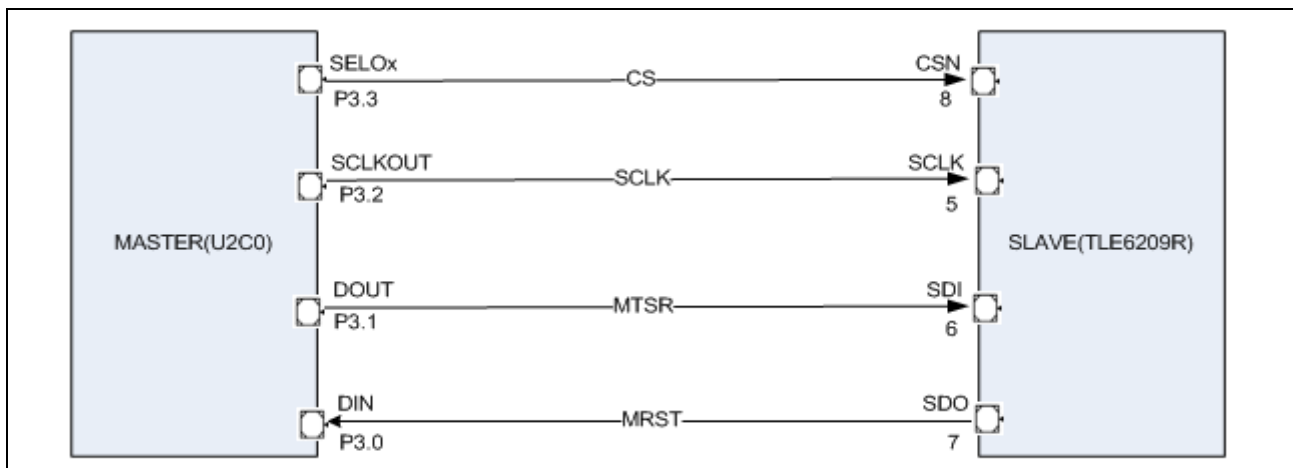 SELOx
CSN
CS
P3.3
8
SCLKOUT
SCLK
SCLK
P3.2
5
MASTER(U2C0)
SLAVE(TLE6209R)
DOUT
SDI
MTSR
P3.1
6
DIN
SDO
MRST
P3.0
7